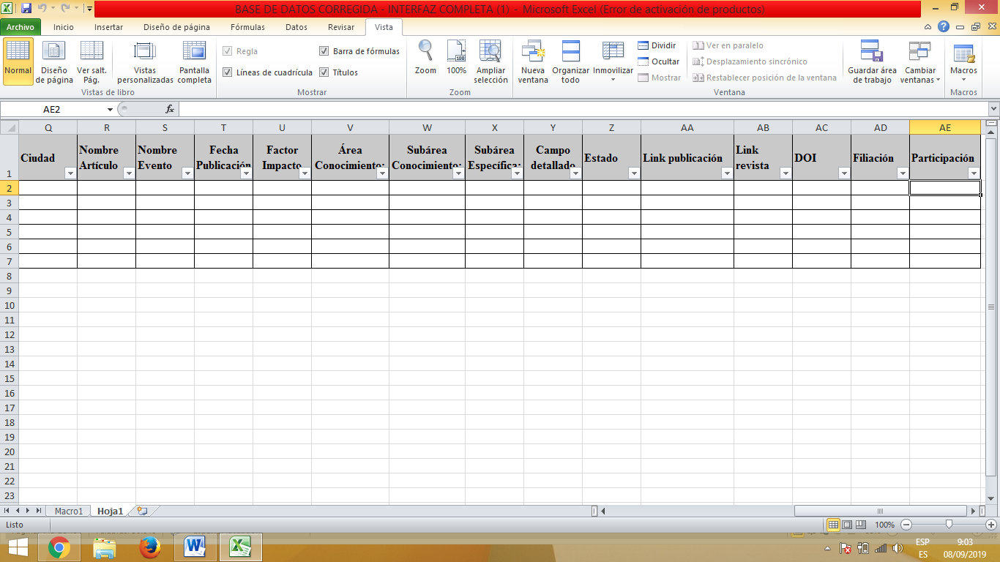 BASE DE DATOS CORREGIDA - INTERFAZ COMPLETA (1) - Microsoft Excel (Error de activación de productos)
Archivo Inicio Insertar Diseño de página Fórmulas Datos Revisar Vista
Normal
Diseño de página
Ver salt. Pág.
Vistas personalizadas
Pantalla completa
Vistas de libro
Regla
Barra de fórmulas
Líneas de cuadrícula
Títulos
Mostrar
Zoom
100%
Ampliar selección
Zoom
Nueva ventana
Organizar todo
Inmovilizar
Dividir
Ocultar
Mostrar
Ver en paralelo
Desplazamiento sincrónico
Restablecer posición de la ventana
Ventana
Guardar área de trabajo
Cambiar ventanas
Macros
Macros
AE2
fx
Q R S T U V W X Y Z AA AB AC AD AE
1
Ciudad
Nombre Artículo
Nombre Evento
Fecha Publicación
Factor Impacto
Área Conocimiento:
Subárea Conocimiento:
Subárea Específica:
Campo detallado
Estado
Link publicación
Link revista
DOI
Filiación
Participación
2
3
4
5
6
7
8
9
10
11
12
13
14
15
16
17
18
19
20
21
22
23
Macro1 Hoja1
Listo
100%
ESP 9:03
ES 08/09/2019